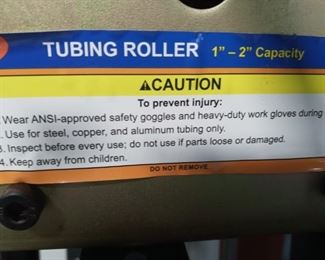 TUBING ROLLER 1" – 2" Capacity
CAUTION
To prevent injury:
. Wear ANSI-approved safety goggles and heavy-duty work gloves during
. Use for steel, copper, and aluminum tubing only.
3. Inspect before every use; do not use if parts loose or damaged.
4. Keep away from children.
DO NOT REMOVE